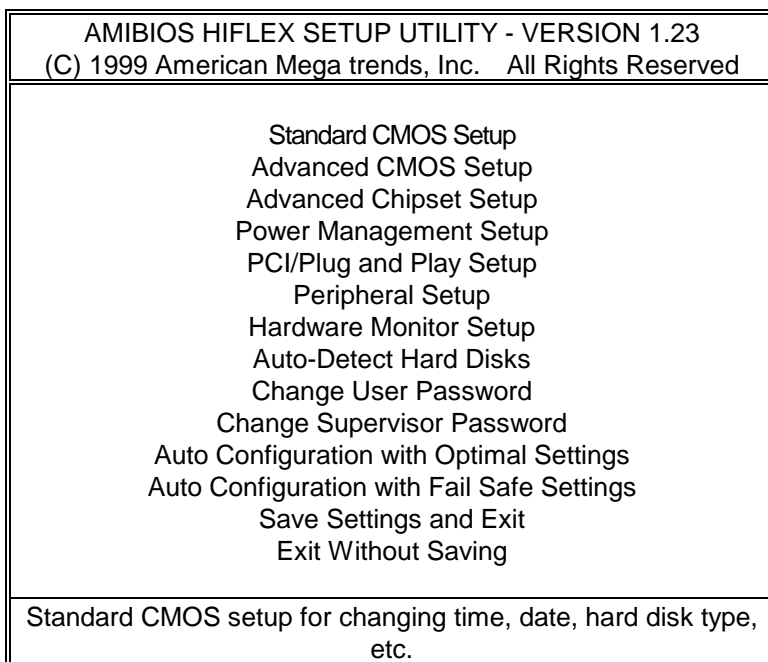 AMIBIOS HIFLEX SETUP UTILITY - VERSION 1.23
(C) 1999 American Mega trends, Inc. All Rights Reserved
Standard CMOS Setup
Advanced CMOS Setup
Advanced Chipset Setup
Power Management Setup
PCI/Plug and Play Setup
Peripheral Setup
Hardware Monitor Setup
Auto-Detect Hard Disks
Change User Password
Change Supervisor Password
Auto Configuration with Optimal Settings
Auto Configuration with Fail Safe Settings
Save Settings and Exit
Exit Without Saving
Standard CMOS setup for changing time, date, hard disk type,
etc.